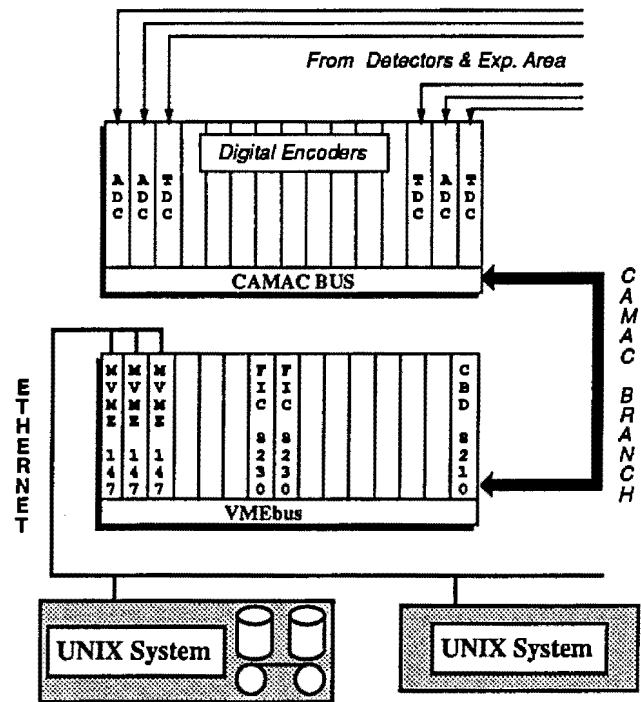 From Detectors & Exp. Area
Digital Encoders
ADC
ADC
TDC
TDC
ADC
TDC
CAMAC BUS
CAMAC BRANCH
ETHERNET
MVME 147
MVME 147
MVME 147
FIC 8230
FIC 8230
CBD 8210
VMEbus
UNIX System
UNIX System